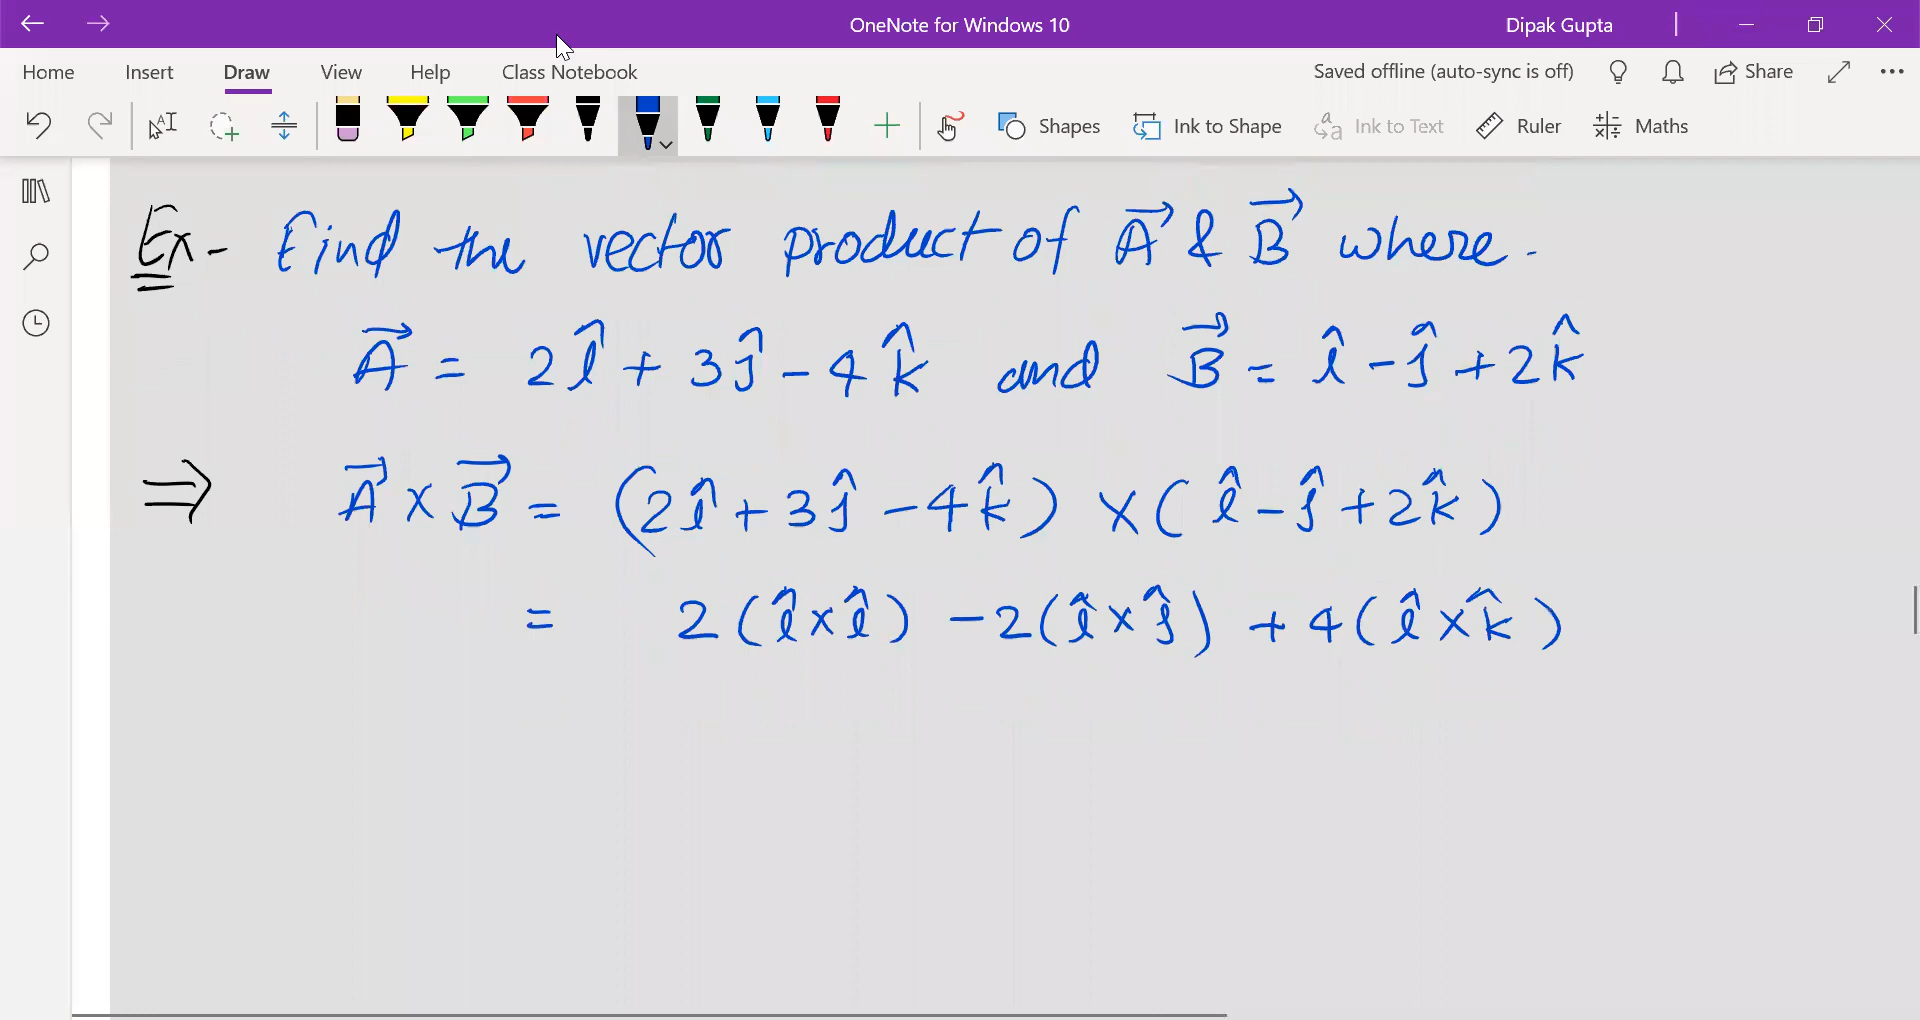 OneNote for Windows 10 Dipak Gupta
Home Insert Draw View Help Class Notebook Saved offline (auto-sync is off) Share
Shapes Ink to Shape Ink to Text Ruler Maths
Ex- Find the vector product of A⃗ & B⃗ where.
A⃗ = 2î + 3ĵ - 4k̂ and B⃗ = î - ĵ + 2k̂
⇒ A⃗ × B⃗ = (2î + 3ĵ - 4k̂) × (î - ĵ + 2k̂)
= 2(î × î) - 2(î × ĵ) + 4(î × k̂)